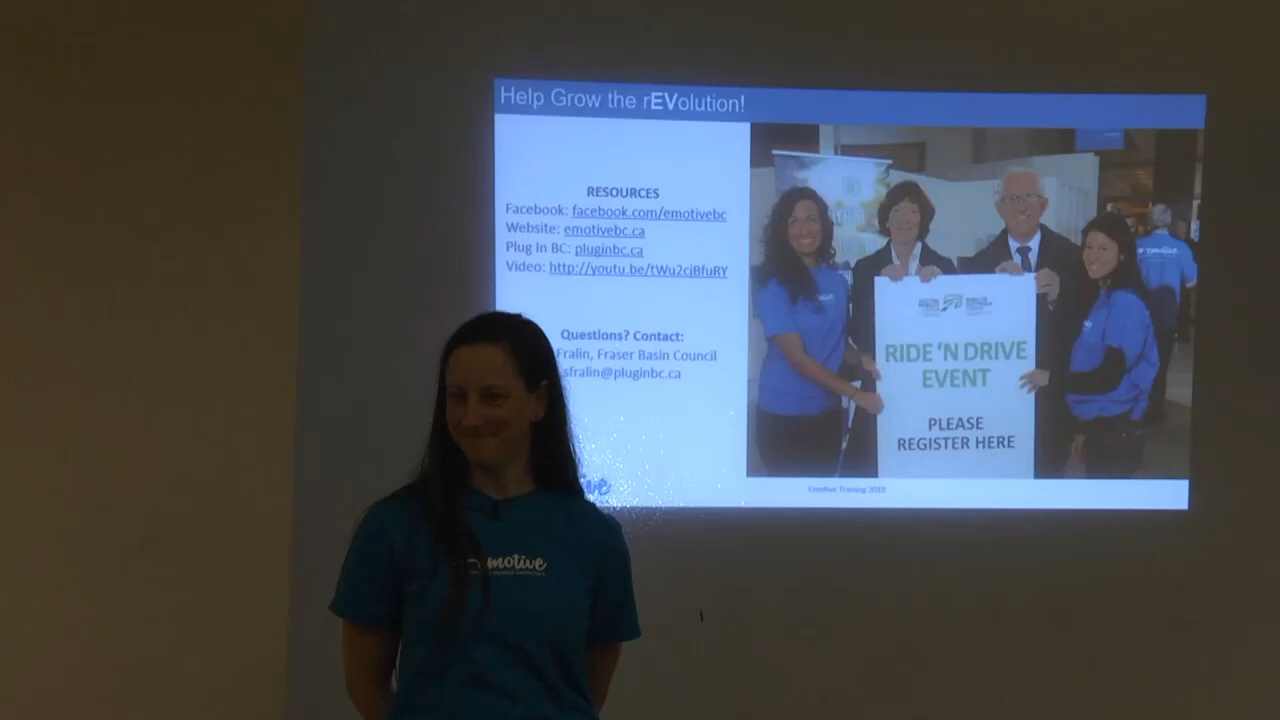 Help Grow the rEVolution!
RESOURCES
Facebook: facebook.com/emotivebc
Website: emotivebc.ca
Plug In BC: pluginbc.ca
Video: http://youtu.be/tWu2cjBfuRY
Questions? Contact:
Fralin, Fraser Basin Council
sfralin@pluginbc.ca
RIDE 'N DRIVE
EVENT
PLEASE
REGISTER HERE
Emotive Training 2019
motive